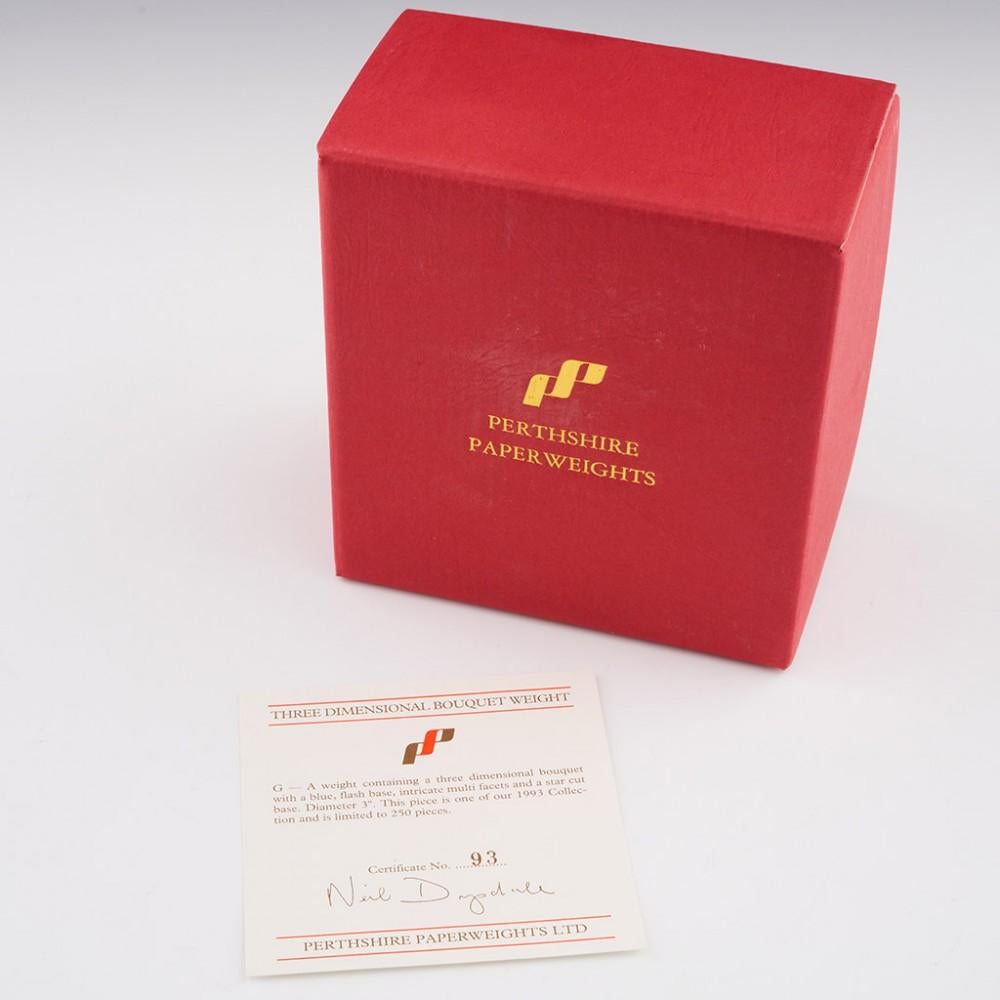 PERTHSHIRE
PAPERWEIGHTS
THREE DIMENSIONAL BOUQUET WEIGHT
G — A weight containing a three dimensional bouquet
with a blue, flash base, intricate multi facets and a star cut
base. Diameter 3". This piece is one of our 1993 Collec-
tion and is limited to 250 pieces.
Certificate No. ....93....
Neil Drysdale
PERTHSHIRE PAPERWEIGHTS LTD